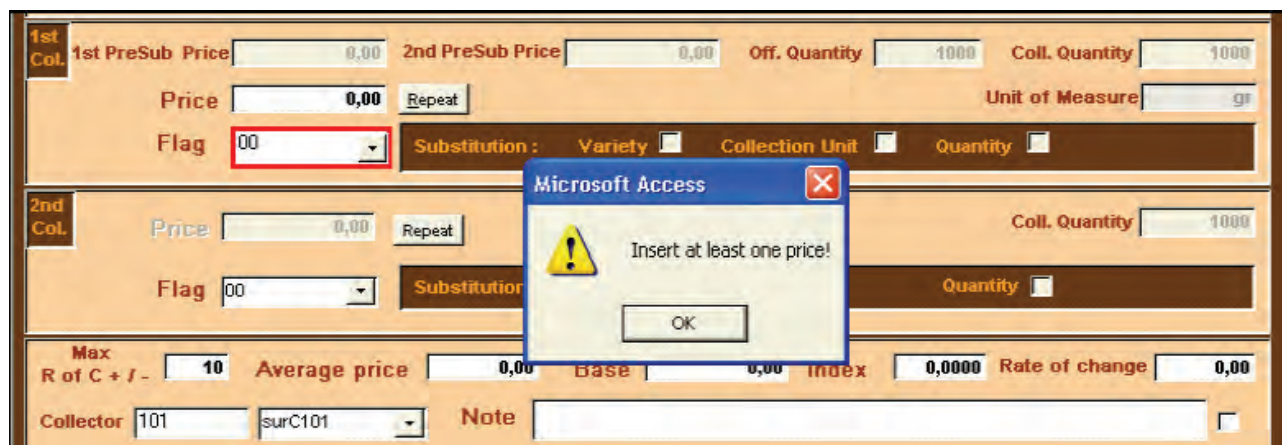 1st
Col.
1st PreSub Price 0,00 2nd PreSub Price 0,00 Off. Quantity 1000 Coll. Quantity 1000
Price 0,00 Repeat Unit of Measure gr
Flag 00 Substitution : Variety Collection Unit Quantity
Microsoft Access
Insert at least one price!
OK
2nd
Col.
Price 0,00 Repeat Coll. Quantity 1000
Flag 00 Substitution Quantity
Max
R of C + / - 10 Average price 0,00 Base 0,00 Index 0,0000 Rate of change 0,00
Collector 101 surC101 Note